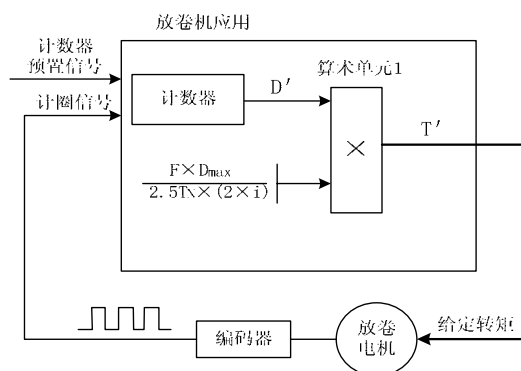 放卷机应用
计数器
预置信号
计圈信号
计数器
D′
算术单元1
×
T′
F×Dmax
2.5TN×(2×i)
编码器
放卷
电机
给定转矩